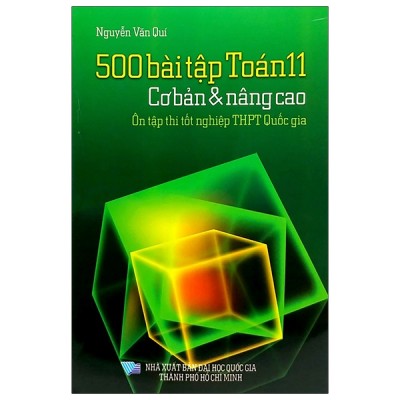 Nguyễn Văn Quí
500 bài tập Toán 11
Cơ bản & nâng cao
Ôn tập thi tốt nghiệp THPT Quốc gia
NHÀ XUẤT BẢN ĐẠI HỌC QUỐC GIA
THÀNH PHỐ HỒ CHÍ MINH